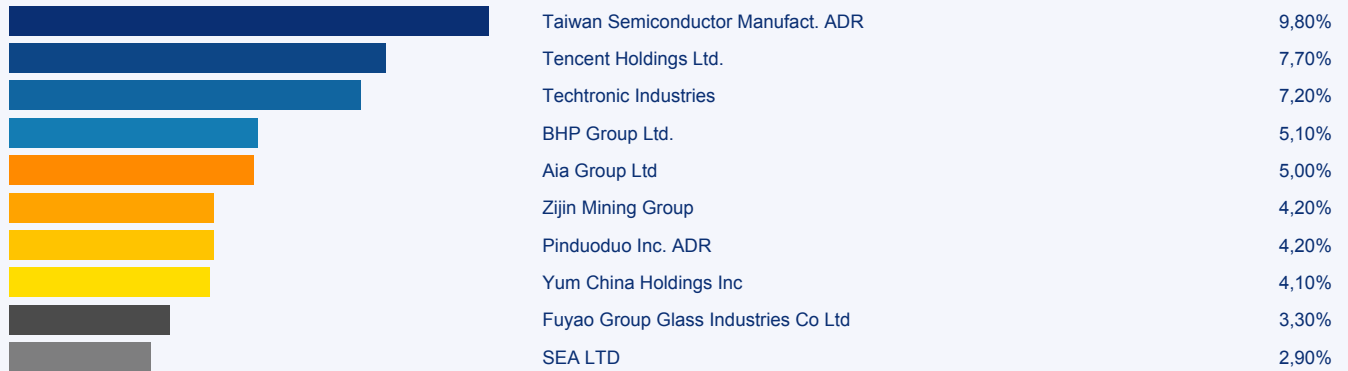 Taiwan Semiconductor Manufact. ADR 9,80%
Tencent Holdings Ltd. 7,70%
Techtronic Industries 7,20%
BHP Group Ltd. 5,10%
Aia Group Ltd 5,00%
Zijin Mining Group 4,20%
Pinduoduo Inc. ADR 4,20%
Yum China Holdings Inc 4,10%
Fuyao Group Glass Industries Co Ltd 3,30%
SEA LTD 2,90%